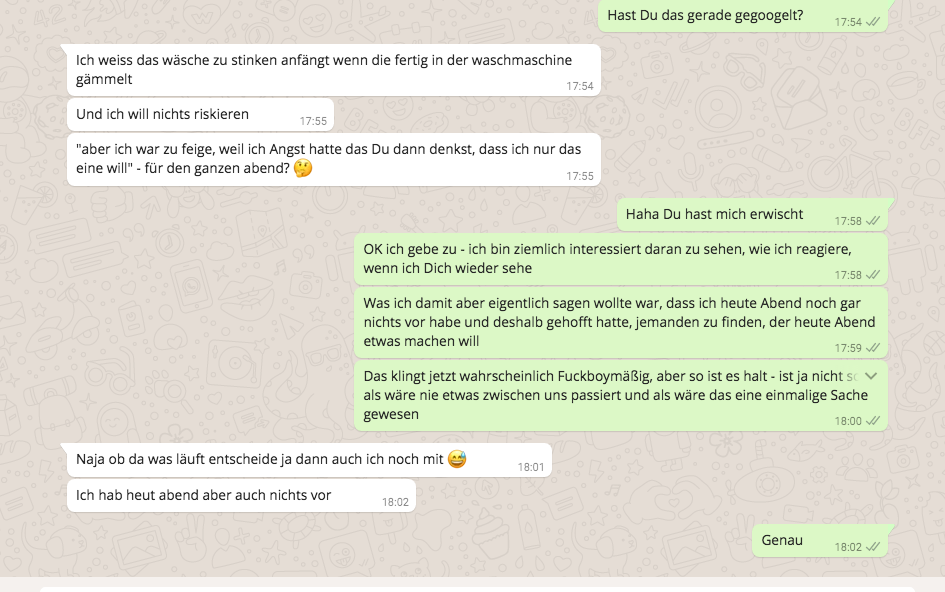 Hast Du das gerade gegoogelt?
17:54
Ich weiss das wäsche zu stinken anfängt wenn die fertig in der waschmaschine
gämmelt
17:54
Und ich will nichts riskieren
17:55
"aber ich war zu feige, weil ich Angst hatte das Du dann denkst, dass ich nur das
eine will" - für den ganzen abend? 🤔
17:55
Haha Du hast mich erwischt
17:58
OK ich gebe zu - ich bin ziemlich interessiert daran zu sehen, wie ich reagiere,
wenn ich Dich wieder sehe
17:58
Was ich damit aber eigentlich sagen wollte war, dass ich heute Abend noch gar
nichts vor habe und deshalb gehofft hatte, jemanden zu finden, der heute Abend
etwas machen will
17:59
Das klingt jetzt wahrscheinlich Fuckboymäßig, aber so ist es halt - ist ja nicht
als wäre nie etwas zwischen uns passiert und als wäre das eine einmalige Sache
gewesen
18:00
Naja ob da was läuft entscheide ja dann auch ich noch mit 😅
18:01
Ich hab heut abend aber auch nichts vor
18:02
Genau
18:02